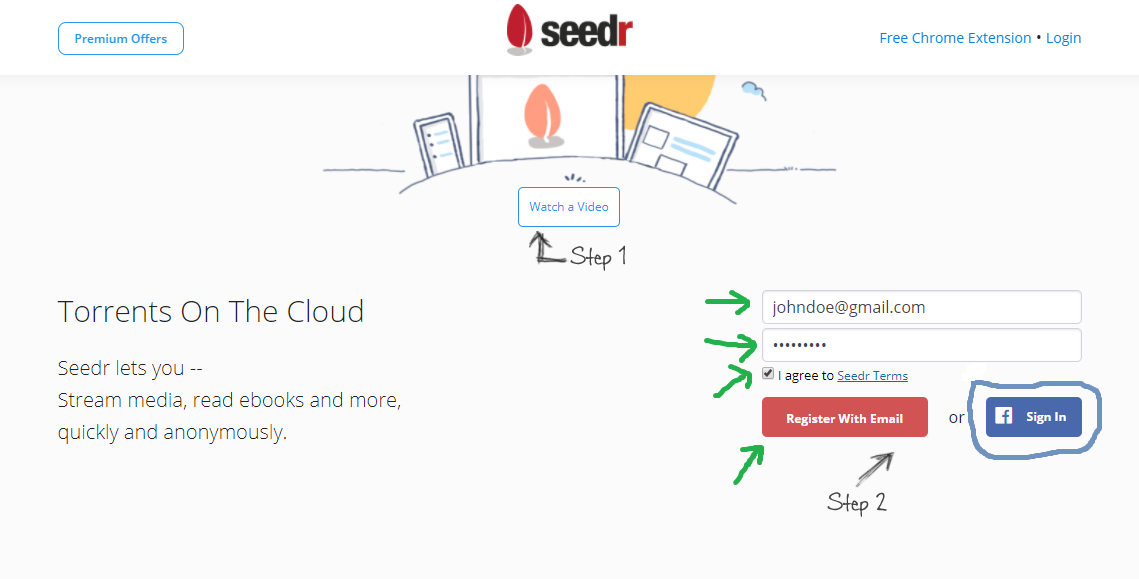 Premium Offers
seedr
Free Chrome Extension • Login
Watch a Video
Step 1
Torrents On The Cloud
Seedr lets you --
Stream media, read ebooks and more,
quickly and anonymously.
johndoe@gmail.com
•••••••••
I agree to Seedr Terms
Register With Email or f Sign In
Step 2